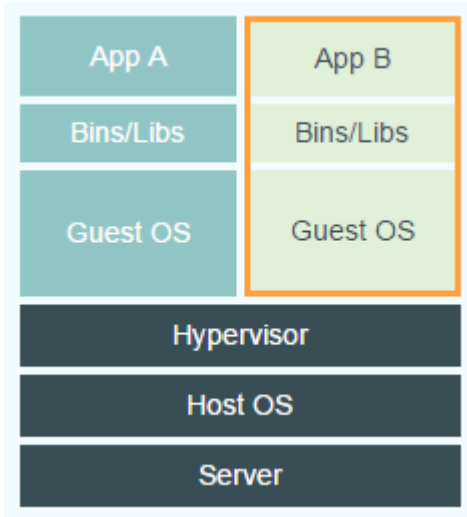 App A
App B
Bins/Libs
Bins/Libs
Guest OS
Guest OS
Hypervisor
Host OS
Server